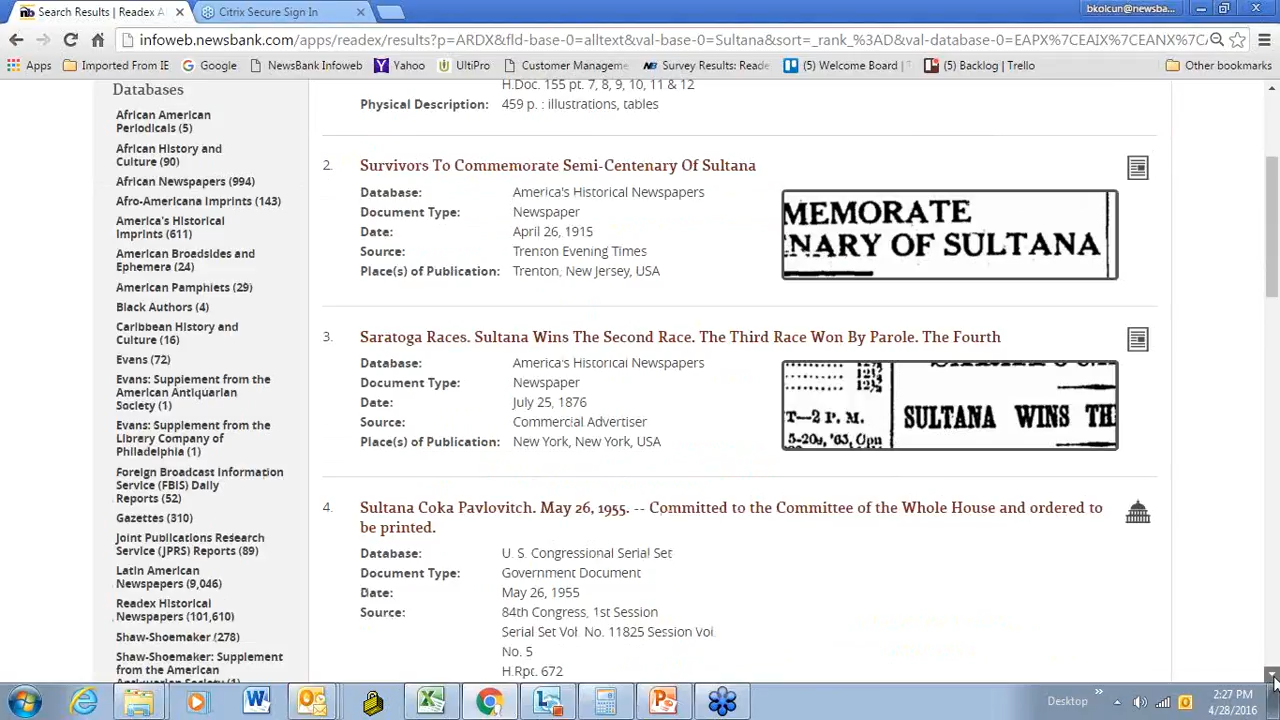 Search Results | Readex A
Citrix Secure Sign In
bkolcun@newsba...
infoweb.newsbank.com/apps/readex/results?p=ARDX&fld-base-0=alltext&val-base-0=Sultana&sort=_rank_%3AD&val-database-0=EAPX%7CEAIX%7CEANX%7C/
Apps
Imported From IE
Google
NewsBank Infoweb
Yahoo
UltiPro
Customer Manageme
Survey Results: Reade
(5) Welcome Board |
(5) Backlog | Trello
Other bookmarks
Databases
African American
Periodicals (5)
African History and
Culture (90)
African Newspapers (994)
Afro-Americana Imprints (143)
America's Historical
Imprints (611)
American Broadsides and
Ephemera (24)
American Pamphlets (29)
Black Authors (4)
Caribbean History and
Culture (16)
Evans (72)
Evans: Supplement from the
American Antiquarian
Society (1)
Evans: Supplement from the
Library Company of
Philadelphia (1)
Foreign Broadcast Information
Service (FBIS) Daily
Reports (52)
Gazettes (310)
Joint Publications Research
Service (JPRS) Reports (89)
Latin American
Newspapers (9,046)
Readex Historical
Newspapers (101,610)
Shaw-Shoemaker (278)
Shaw-Shoemaker: Supplement
from the American
Antiquarian Society (1)
H.Doc. 155 pt. 7, 8, 9, 10, 11 & 12
Physical Description: 459 p. : illustrations, tables
2. Survivors To Commemorate Semi-Centenary Of Sultana
Database: America's Historical Newspapers
Document Type: Newspaper
Date: April 26, 1915
Source: Trenton Evening Times
Place(s) of Publication: Trenton, New Jersey, USA
MEMORATE
NARY OF SULTANA
3. Saratoga Races. Sultana Wins The Second Race. The Third Race Won By Parole. The Fourth
Database: America's Historical Newspapers
Document Type: Newspaper
Date: July 25, 1876
Source: Commercial Advertiser
Place(s) of Publication: New York, New York, USA
T—2 P. M.
5-20s, '65, Cpn
SULTANA WINS TH
4. Sultana Coka Pavlovitch. May 26, 1955. -- Committed to the Committee of the Whole House and ordered to
be printed.
Database: U. S. Congressional Serial Set
Document Type: Government Document
Date: May 26, 1955
Source: 84th Congress, 1st Session
Serial Set Vol. No. 11825 Session Vol.
No. 5
H.Rpt. 672
Desktop
2:27 PM
4/28/2016